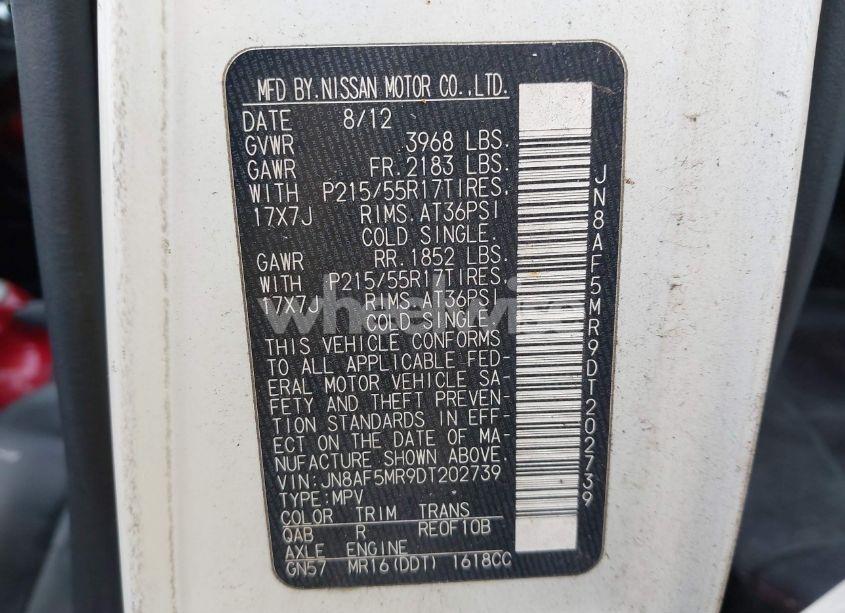 MFD BY.NISSAN MOTOR CO.,LTD.
DATE 8/12
GVWR 3968 LBS.
GAWR FR.2183 LBS.
WITH P215/55R17TIRES.
17X7J RIMS.AT36PSI
COLD SINGLE.
GAWR RR.1852 LBS.
WITH P215/55R17TIRES.
17X7J RIMS.AT36PSI
COLD SINGLE.
THIS VEHICLE CONFORMS
TO ALL APPLICABLE FED-
ERAL MOTOR VEHICLE SA-
FETY AND THEFT PREVEN-
TION STANDARDS IN EFF-
ECT ON THE DATE OF MA-
NUFACTURE SHOWN ABOVE.
VIN:JN8AF5MR9DT202739
TYPE:MPV
COLOR TRIM TRANS
QAB R RE0F10B
AXLE ENGINE
GN57 MR16(DDT) 1618CC
JN8AF5MR9DT202739